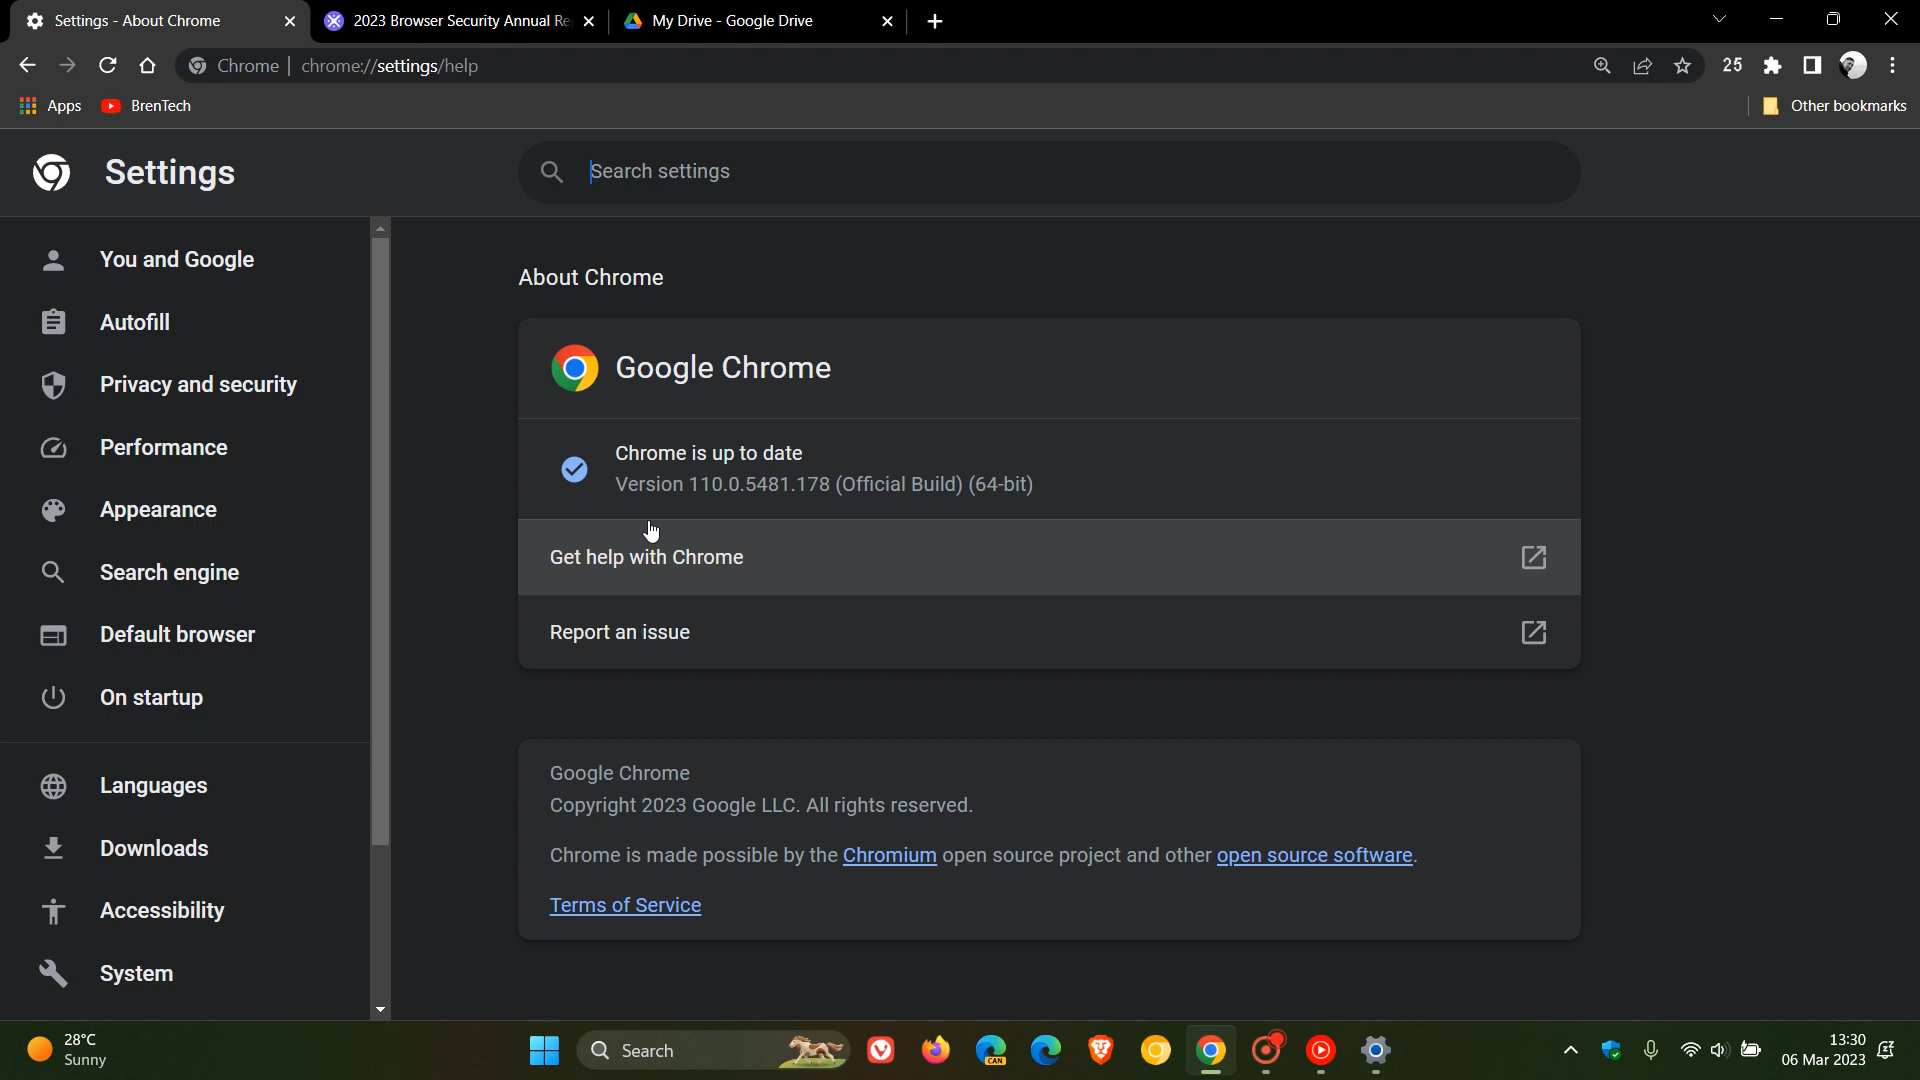 Settings - About Chrome
2023 Browser Security Annual Re
My Drive - Google Drive
Chrome | chrome://settings/help
25
Apps
BrenTech
Other bookmarks
Settings
Search settings
You and Google
Autofill
Privacy and security
Performance
Appearance
Search engine
Default browser
On startup
Languages
Downloads
Accessibility
System
About Chrome
Google Chrome
Chrome is up to date
Version 110.0.5481.178 (Official Build) (64-bit)
Get help with Chrome
Report an issue
Google Chrome
Copyright 2023 Google LLC. All rights reserved.
Chrome is made possible by the Chromium open source project and other open source software.
Terms of Service
28°C
Sunny
Search
CAN
13:30
06 Mar 2023